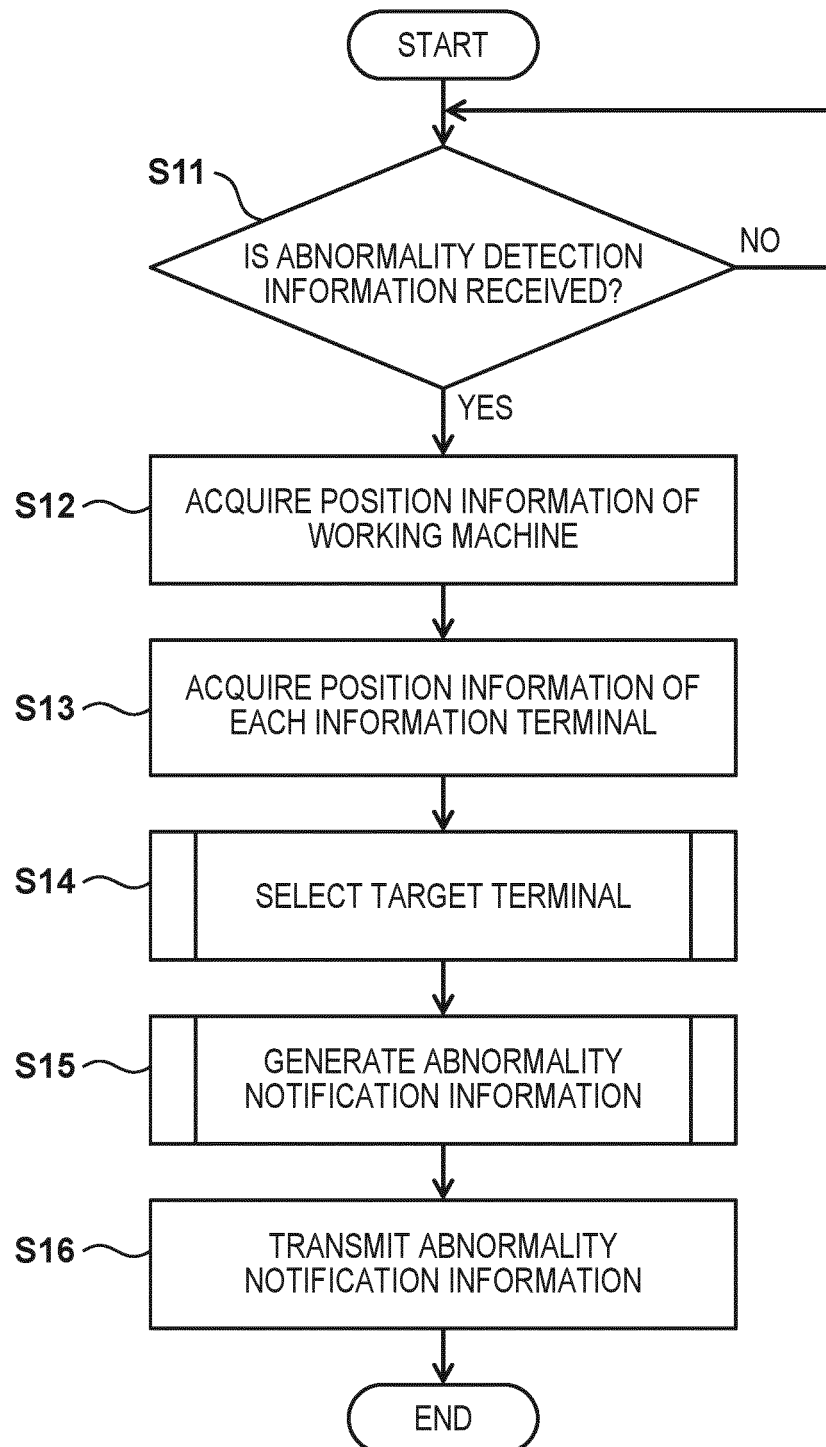 START
S11
IS ABNORMALITY DETECTION
INFORMATION RECEIVED?
NO
YES
S12
ACQUIRE POSITION INFORMATION OF
WORKING MACHINE
S13
ACQUIRE POSITION INFORMATION OF
EACH INFORMATION TERMINAL
S14
SELECT TARGET TERMINAL
S15
GENERATE ABNORMALITY
NOTIFICATION INFORMATION
S16
TRANSMIT ABNORMALITY
NOTIFICATION INFORMATION
END